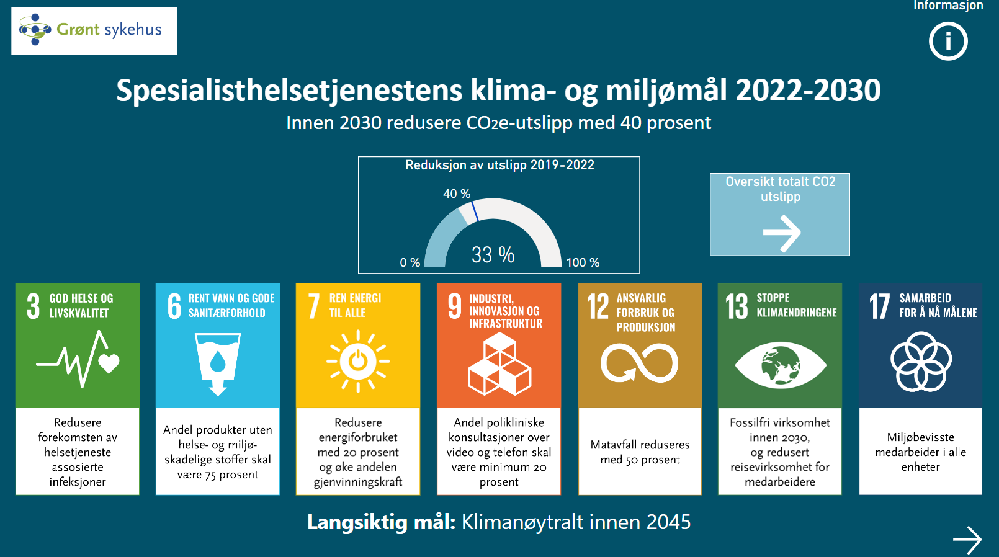 Informasjon
Grønt sykehus
i
Spesialisthelsetjenestens klima- og miljømål 2022-2030
Innen 2030 redusere CO2e-utslipp med 40 prosent
Reduksjon av utslipp 2019-2022
40 %
33 %
0 %
100 %
Oversikt totalt CO2
utslipp
3 GOD HELSE OG
LIVSKVALITET
Redusere
forekomsten av
helsetjeneste
assosierte
infeksjoner
6 RENT VANN OG GODE
SANITÆRFORHOLD
Andel produkter uten
helse- og miljø-
skadelige stoffer skal
være 75 prosent
7 REN ENERGI
TIL ALLE
Redusere
energiforbruket
med 20 prosent
og øke andelen
gjenvinningskraft
9 INDUSTRI,
INNOVASJON OG
INFRASTRUKTUR
Andel polikliniske
konsultasjoner over
video og telefon skal
være minimum 20
prosent
12 ANSVARLIG
FORBRUK OG
PRODUKSJON
Matavfall reduseres
med 50 prosent
13 STOPPE
KLIMAENDRINGENE
Fossilfri virksomhet
innen 2030,
og redusert
reisevirksomhet for
medarbeidere
17 SAMARBEID
FOR Å NÅ MÅLENE
Miljøbevisste
medarbeider i alle
enheter
Langsiktig mål: Klimanøytralt innen 2045